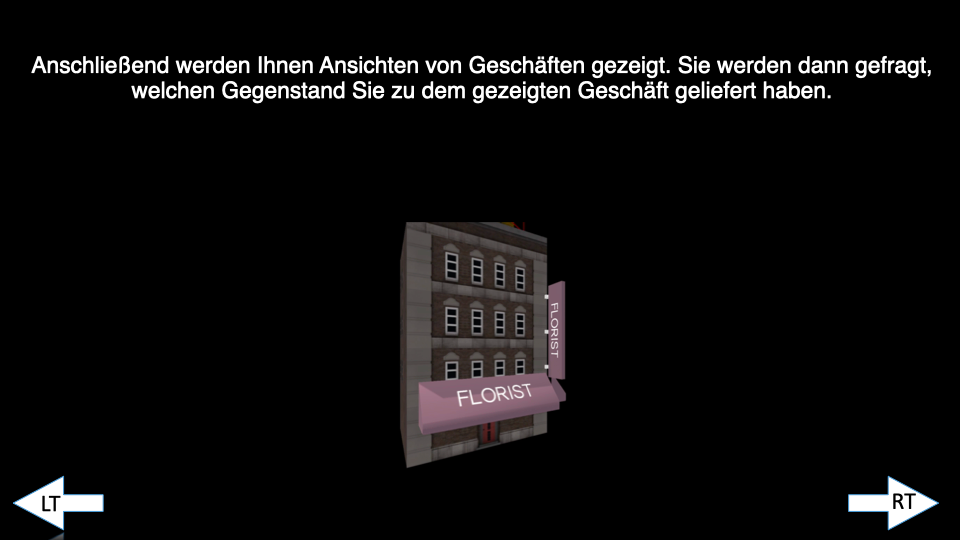 Anschließend werden Ihnen Ansichten von Geschäften gezeigt. Sie werden dann gefragt,
welchen Gegenstand Sie zu dem gezeigten Geschäft geliefert haben.
FLORIST
FLORIST
LT
RT